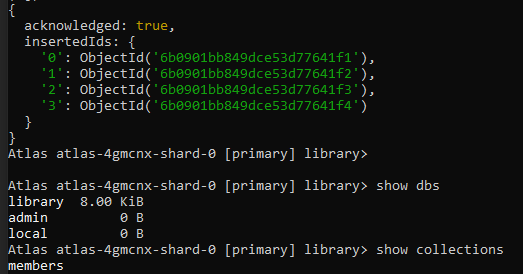 {
  acknowledged: true,
  insertedIds: {
    '0': ObjectId('6b0901bb849dce53d77641f1'),
    '1': ObjectId('6b0901bb849dce53d77641f2'),
    '2': ObjectId('6b0901bb849dce53d77641f3'),
    '3': ObjectId('6b0901bb849dce53d77641f4')
  }
}
Atlas atlas-4gmcnx-shard-0 [primary] library>
Atlas atlas-4gmcnx-shard-0 [primary] library> show dbs
library  8.00 KiB
admin         0 B
local         0 B
Atlas atlas-4gmcnx-shard-0 [primary] library> show collections
members